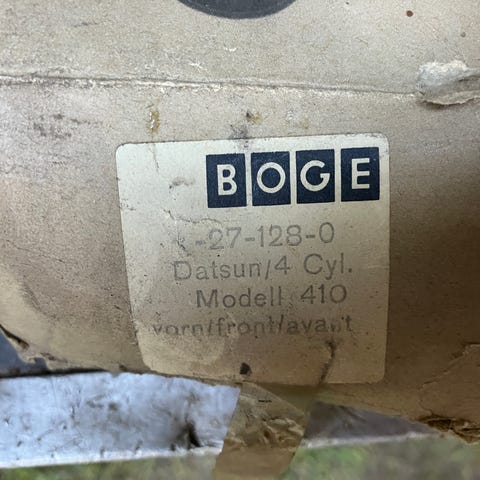 BOGE
-27-128-0
Datsun/4 Cyl.
Modell 410
vorn/front/avant